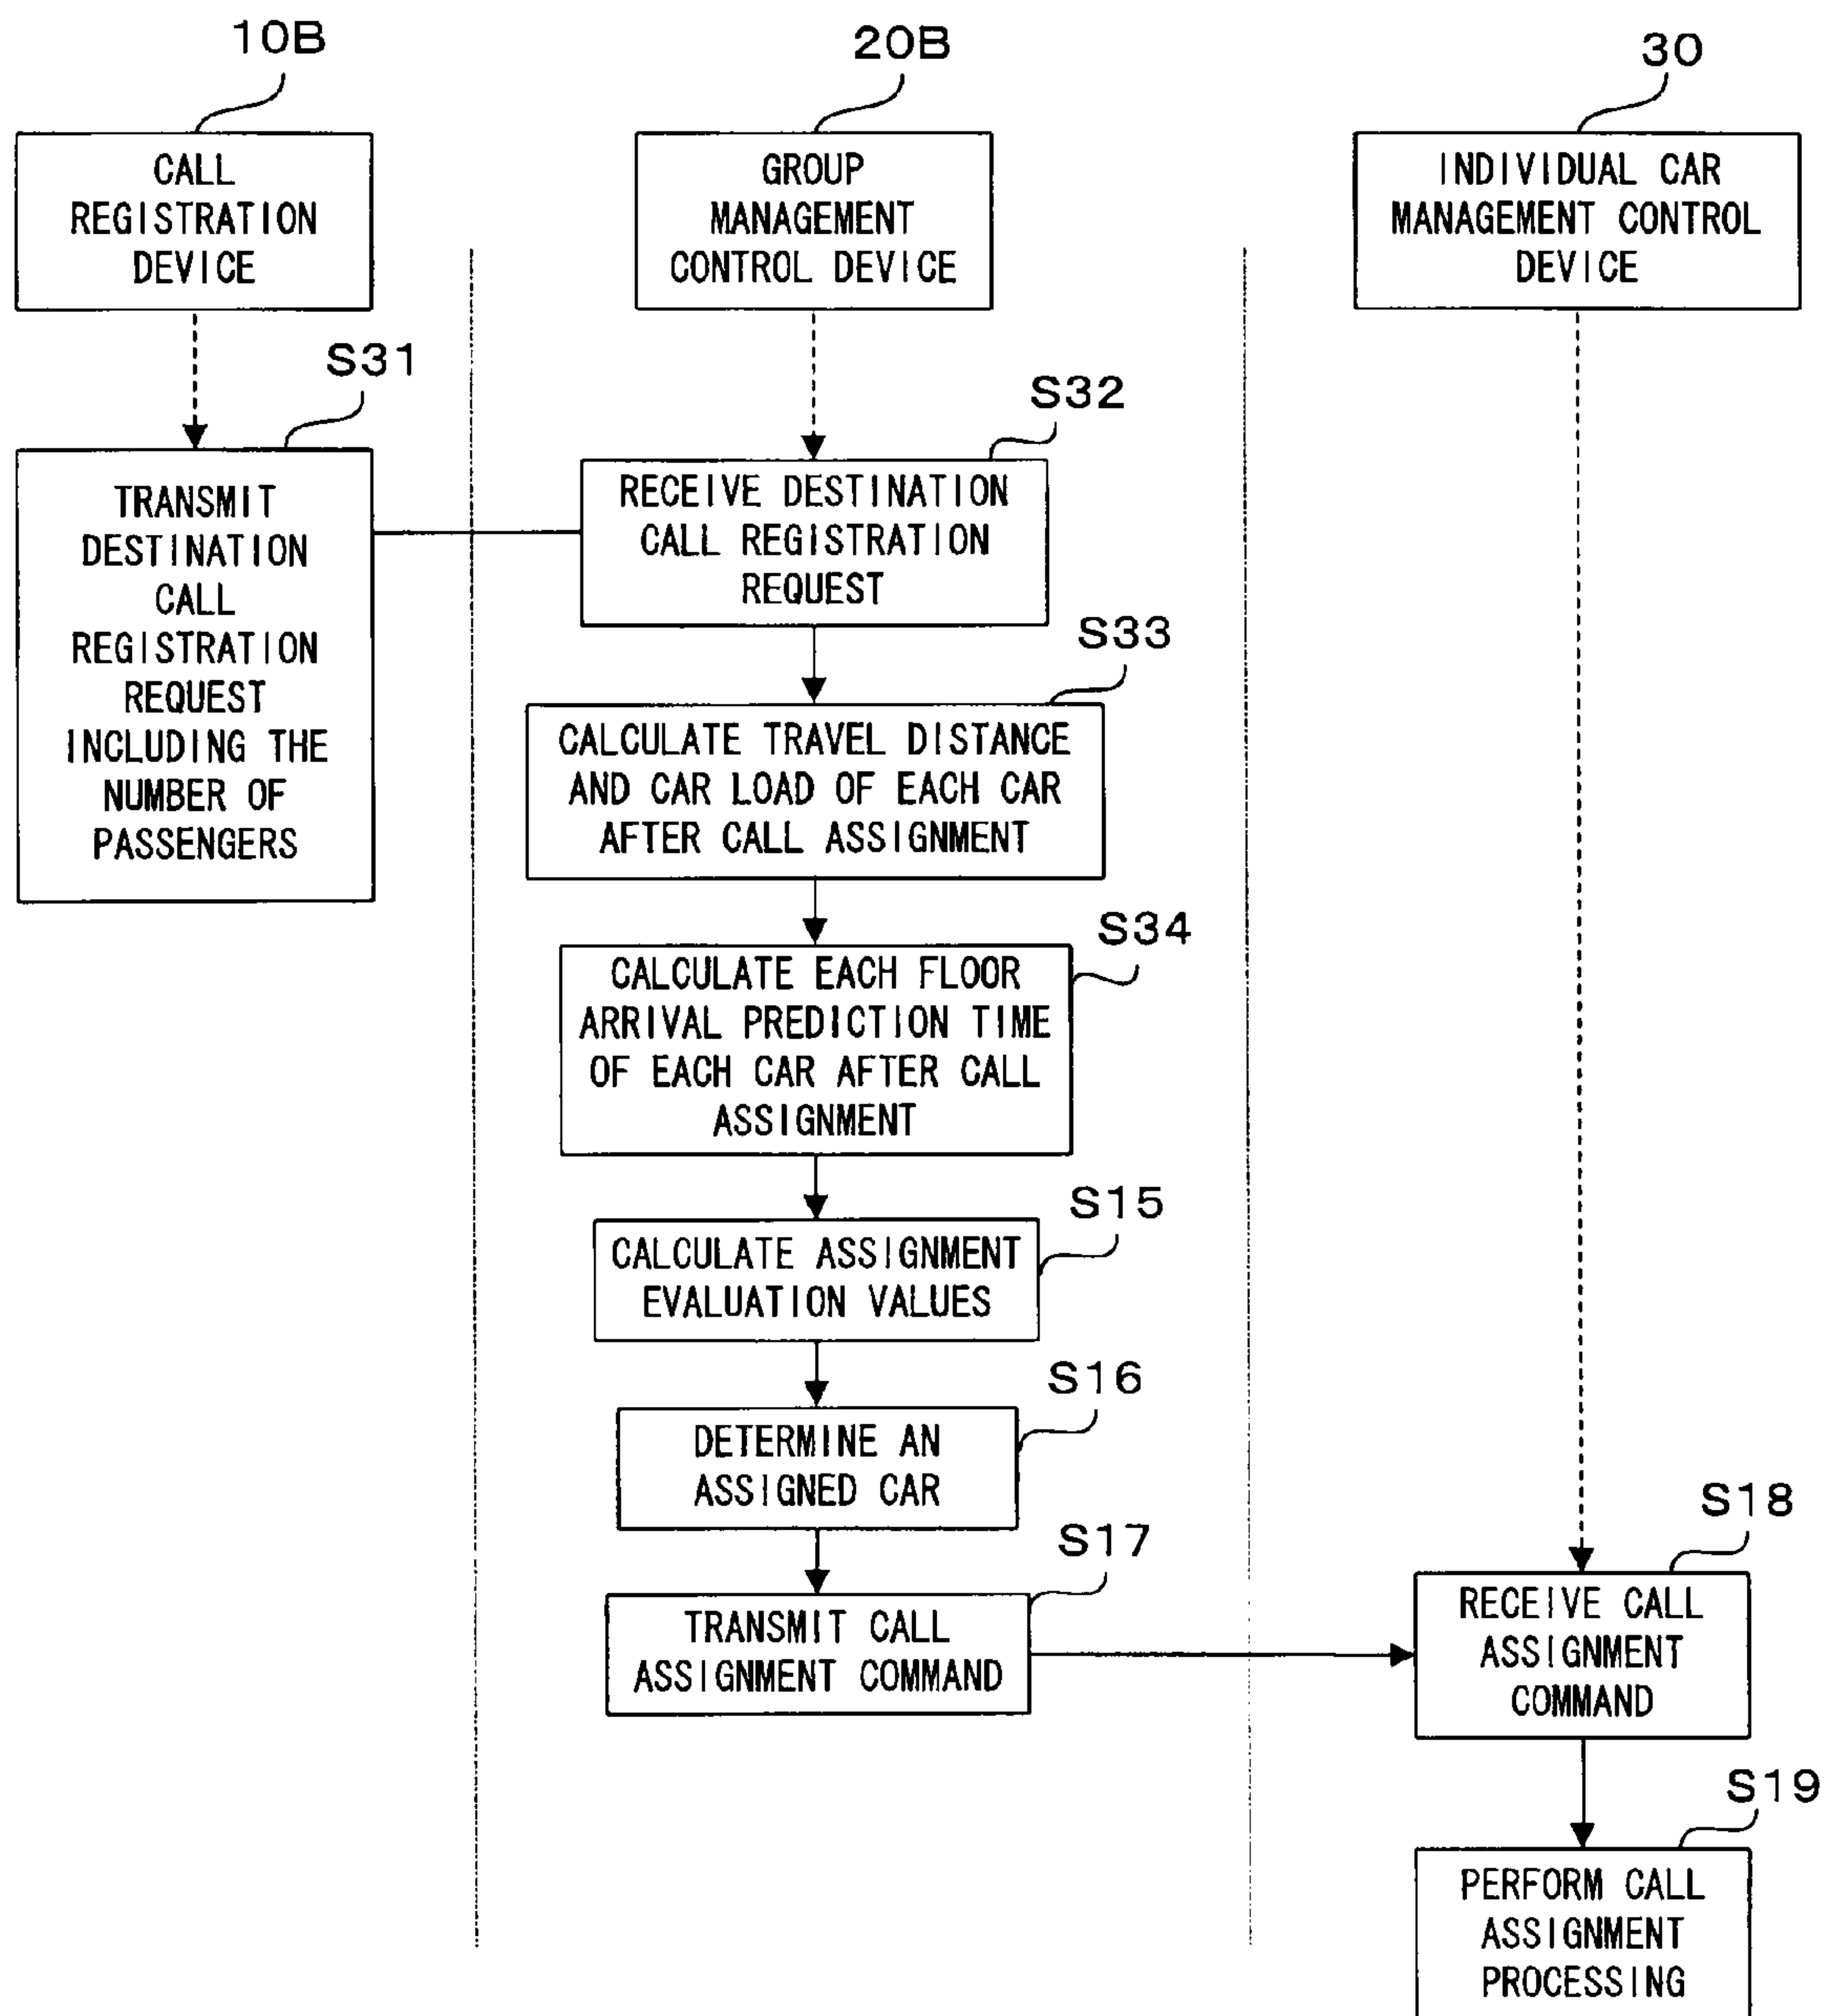 10B
20B
30
CALL
REGISTRATION
DEVICE
GROUP
MANAGEMENT
CONTROL DEVICE
INDIVIDUAL CAR
MANAGEMENT CONTROL
DEVICE
S31
TRANSMIT
DESTINATION
CALL
REGISTRATION
REQUEST
INCLUDING THE
NUMBER OF
PASSENGERS
S32
RECEIVE DESTINATION
CALL REGISTRATION
REQUEST
S33
CALCULATE TRAVEL DISTANCE
AND CAR LOAD OF EACH CAR
AFTER CALL ASSIGNMENT
S34
CALCULATE EACH FLOOR
ARRIVAL PREDICTION TIME
OF EACH CAR AFTER CALL
ASSIGNMENT
S15
CALCULATE ASSIGNMENT
EVALUATION VALUES
S16
DETERMINE AN
ASSIGNED CAR
S17
TRANSMIT CALL
ASSIGNMENT COMMAND
S18
RECEIVE CALL
ASSIGNMENT
COMMAND
S19
PERFORM CALL
ASSIGNMENT
PROCESSING